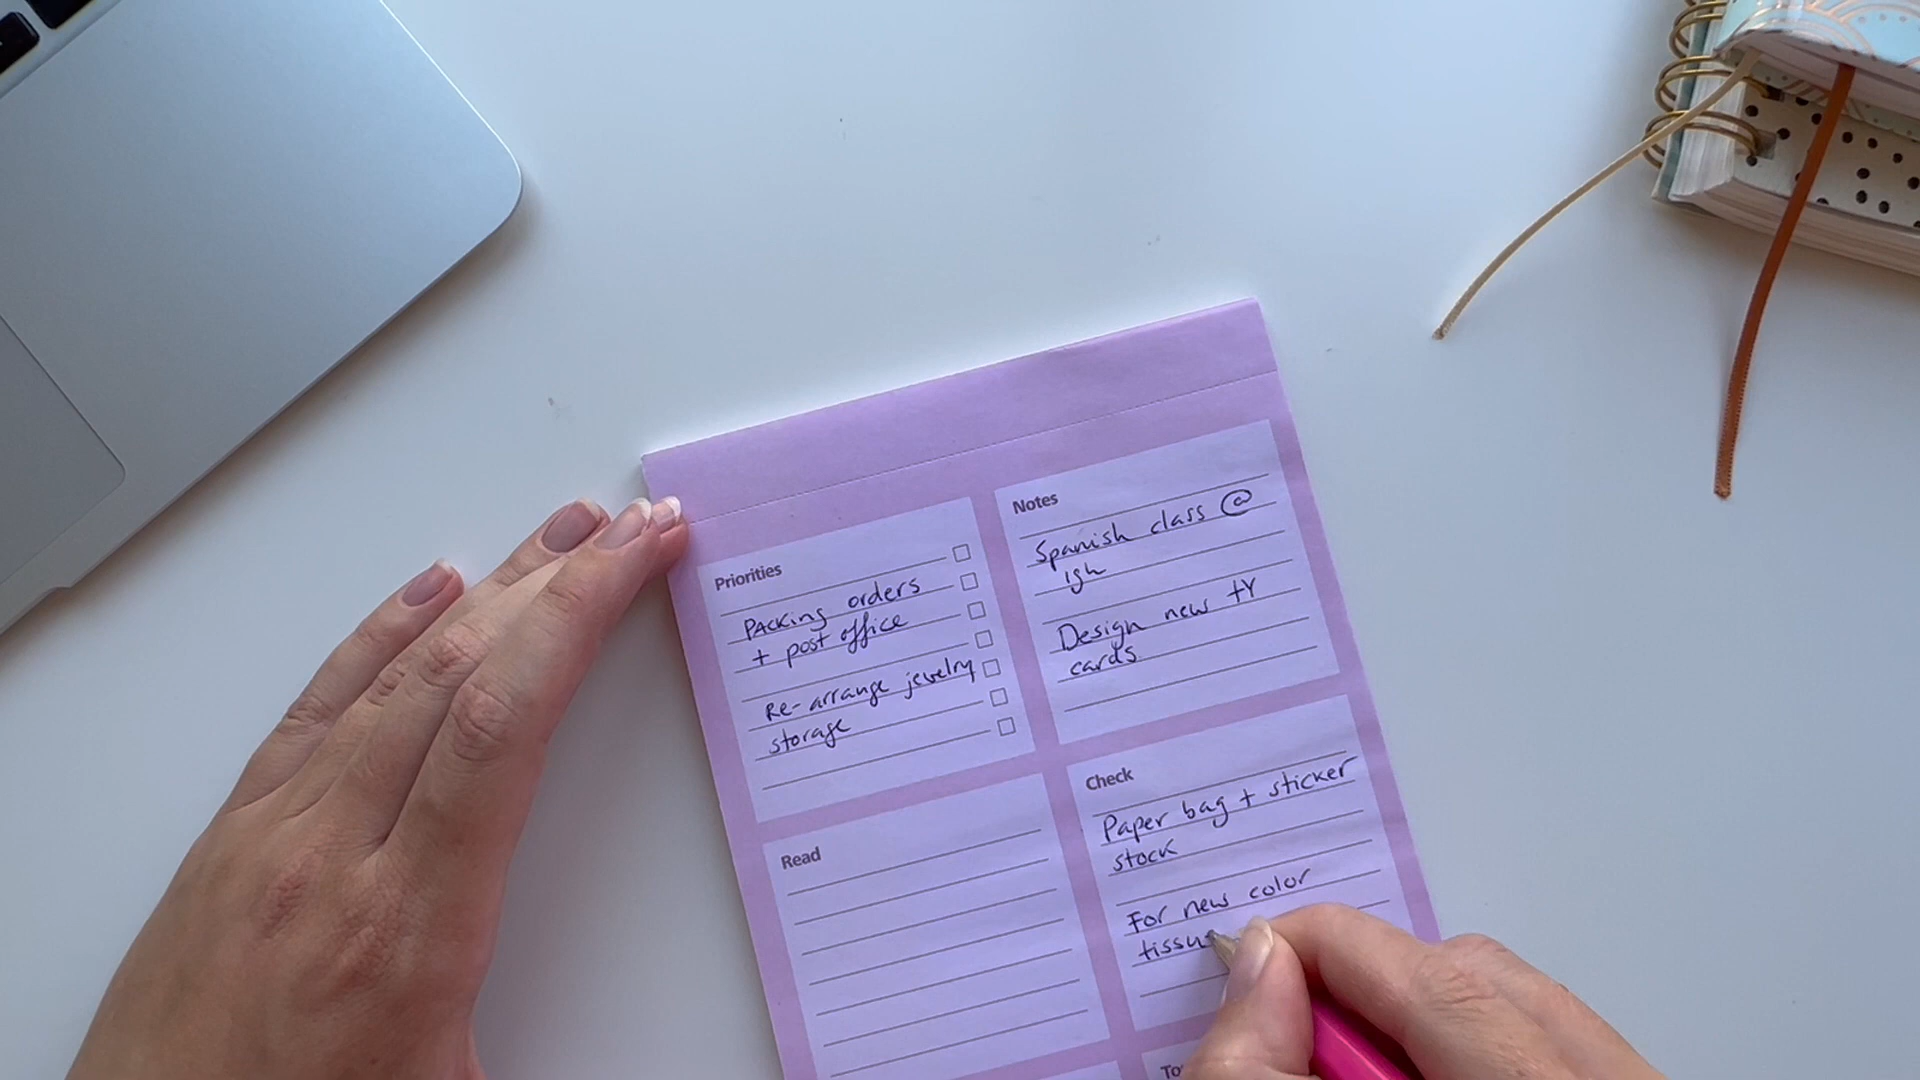 Priorities
PAcking orders
+ post office
Re-arrange jewelry
storage
Notes
Spanish class @
Design new tY
cards
Read
Check
Paper bag + sticker
stock
For new color